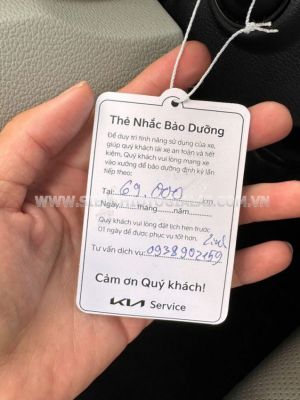 Thẻ Nhắc Bảo Dưỡng
Để duy trì tính năng sử dụng của xe,
giúp quý khách lái xe an toàn và tiết
kiệm, Quý khách vui lòng mang xe
vào xưởng để bảo dưỡng định kỳ lần
tiếp theo:
Tại: 69.000 km
Ngày......tháng......năm............
Quý khách vui lòng đặt lịch hẹn trước
01 ngày để được phục vụ tốt hơn.
Tư vấn dịch vụ: 0938902159
Cảm ơn Quý khách!
KIA Service